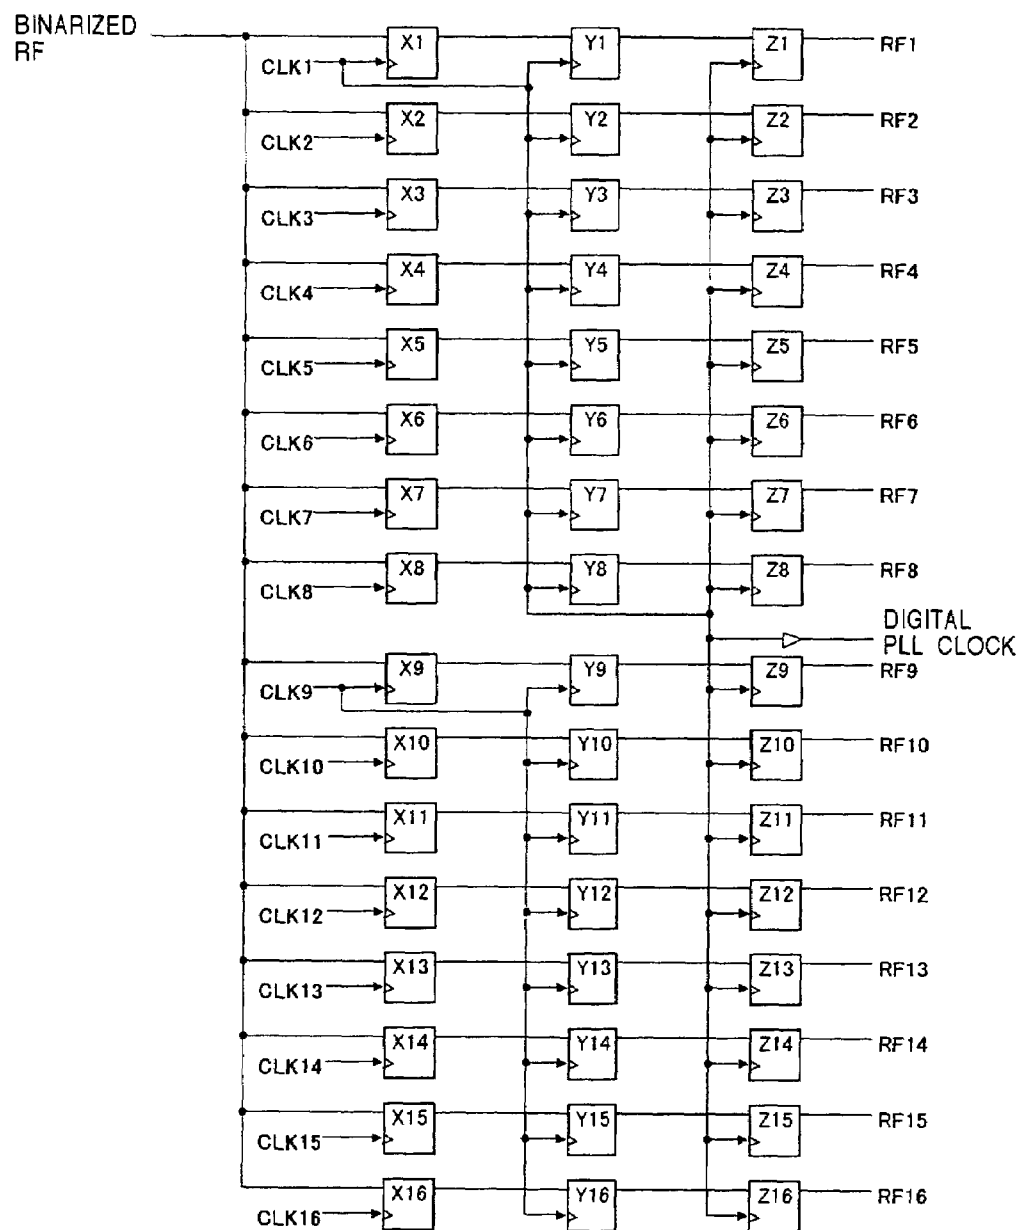 BINARIZED
RF
X1 Y1 Z1 RF1
CLK1
X2 Y2 Z2 RF2
CLK2
X3 Y3 Z3 RF3
CLK3
X4 Y4 Z4 RF4
CLK4
X5 Y5 Z5 RF5
CLK5
X6 Y6 Z6 RF6
CLK6
X7 Y7 Z7 RF7
CLK7
X8 Y8 Z8 RF8
CLK8
DIGITAL
PLL CLOCK
X9 Y9 Z9 RF9
CLK9
X10 Y10 Z10 RF10
CLK10
X11 Y11 Z11 RF11
CLK11
X12 Y12 Z12 RF12
CLK12
X13 Y13 Z13 RF13
CLK13
X14 Y14 Z14 RF14
CLK14
X15 Y15 Z15 RF15
CLK15
X16 Y16 Z16 RF16
CLK16